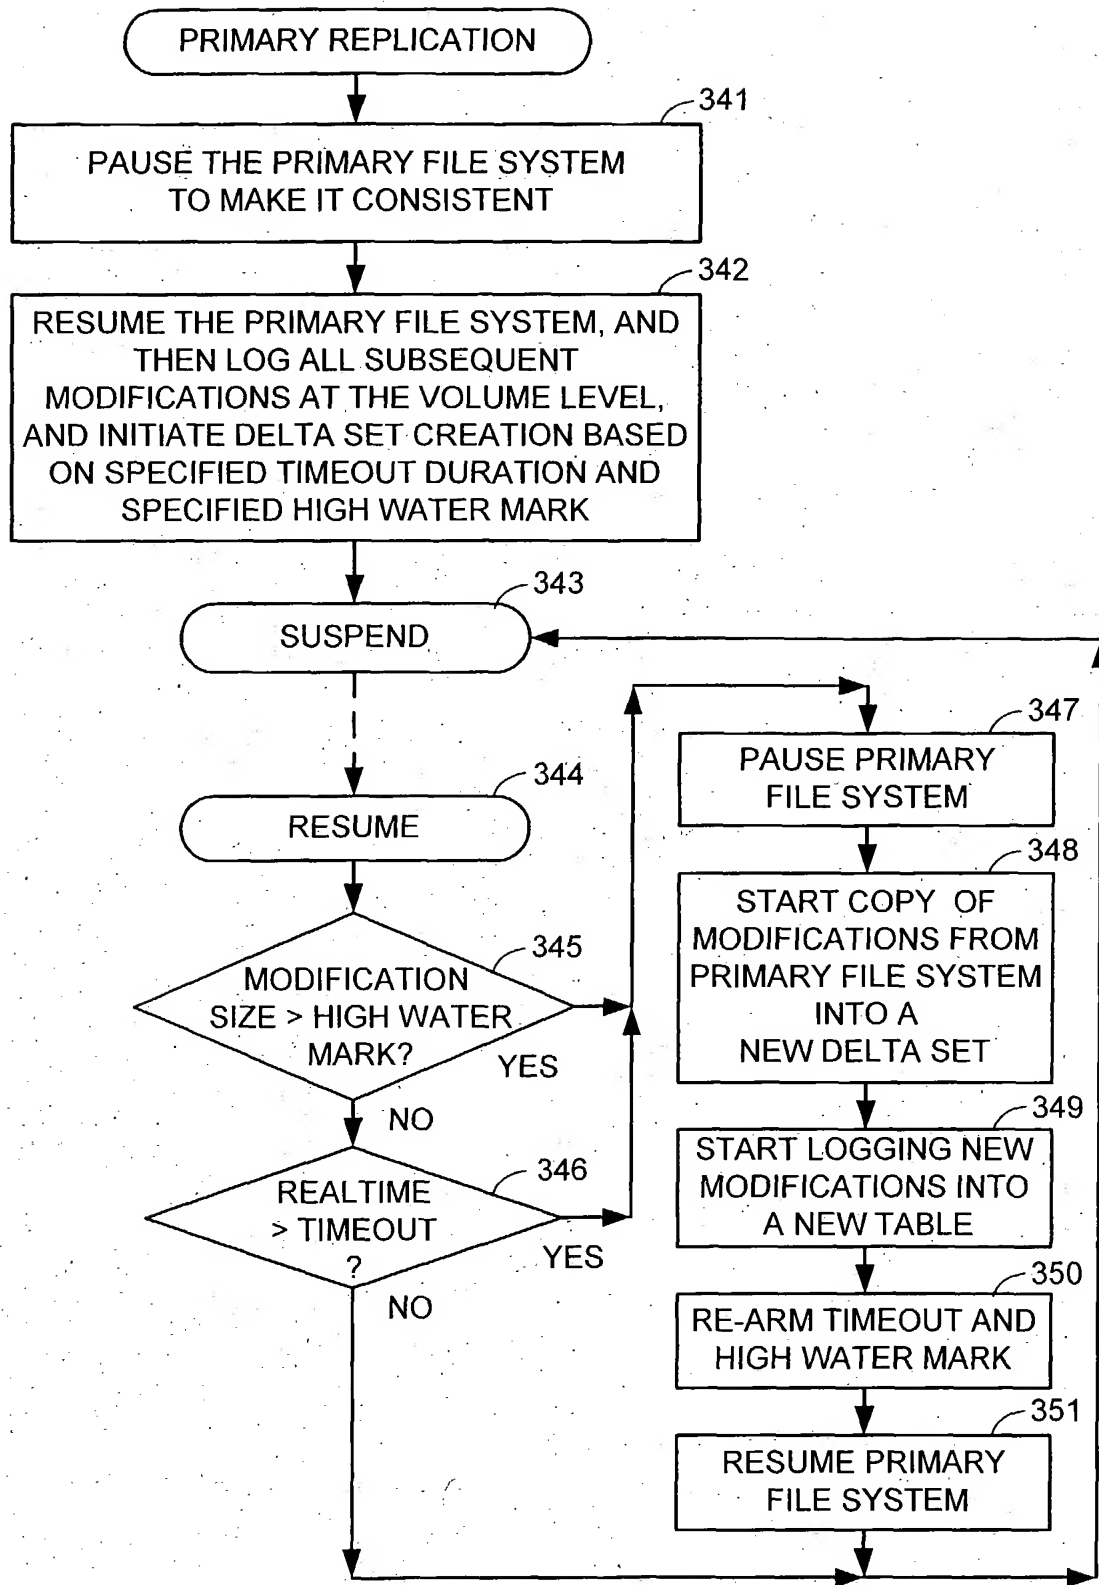 PRIMARY REPLICATION
341
PAUSE THE PRIMARY FILE SYSTEM
TO MAKE IT CONSISTENT
342
RESUME THE PRIMARY FILE SYSTEM, AND
THEN LOG ALL SUBSEQUENT
MODIFICATIONS AT THE VOLUME LEVEL,
AND INITIATE DELTA SET CREATION BASED
ON SPECIFIED TIMEOUT DURATION AND
SPECIFIED HIGH WATER MARK
343
SUSPEND
344
RESUME
345
MODIFICATION
SIZE > HIGH WATER
MARK?
YES
NO
346
REALTIME
> TIMEOUT
?
YES
NO
347
PAUSE PRIMARY
FILE SYSTEM
348
START COPY OF
MODIFICATIONS FROM
PRIMARY FILE SYSTEM
INTO A
NEW DELTA SET
349
START LOGGING NEW
MODIFICATIONS INTO
A NEW TABLE
350
RE-ARM TIMEOUT AND
HIGH WATER MARK
351
RESUME PRIMARY
FILE SYSTEM